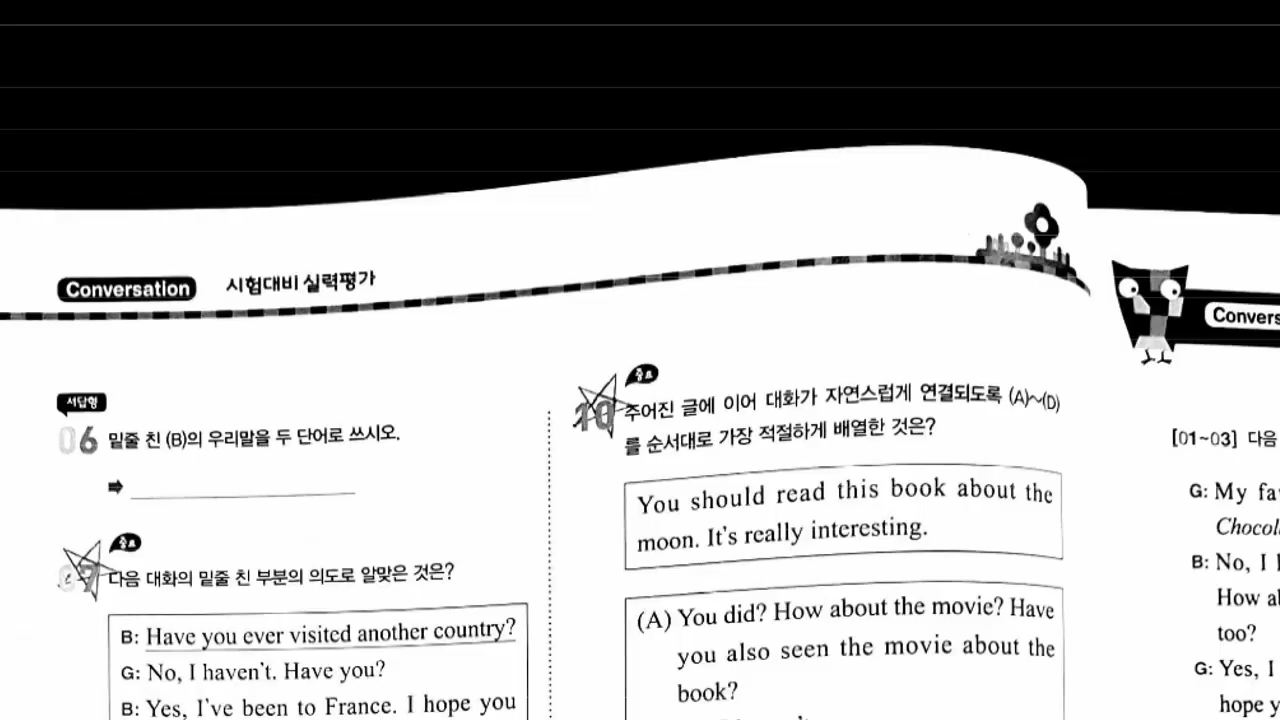 Conversation 시험대비 실력평가
서답형
06 밑줄 친 (B)의 우리말을 두 단어로 쓰시오.
중요
07 다음 대화의 밑줄 친 부분의 의도로 알맞은 것은?
B: Have you ever visited another country?
G: No, I haven't. Have you?
B: Yes, I've been to France. I hope you
중요
10 주어진 글에 이어 대화가 자연스럽게 연결되도록 (A)~(D)
를 순서대로 가장 적절하게 배열한 것은?
You should read this book about the
moon. It's really interesting.
(A) You did? How about the movie? Have
you also seen the movie about the
book?
Convers
[01~03] 다음
G: My fa
Chocol
B: No, I
How a
too?
G: Yes, I
hope y